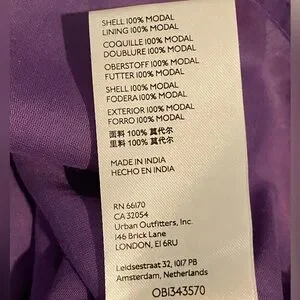 SHELL 100% MODAL
LINING 100% MODAL
COQUILLE 100% MODAL
DOUBLURE 100% MODAL
OBERSTOFF 100% MODAL
FUTTER 100% MODAL
SHELL 100% MODAL
FODERA 100% MODAL
EXTERIOR 100% MODAL
FORRO 100% MODAL
面料 100% 莫代尔
里料 100% 莫代尔
MADE IN INDIA
HECHO EN INDIA
RN 66170
CA 32054
Urban Outfitters, Inc.
146 Brick Lane
LONDON, E1 6RU
Leidsestraat 32, 1017 PB
Amsterdam, Netherlands
OB1343570